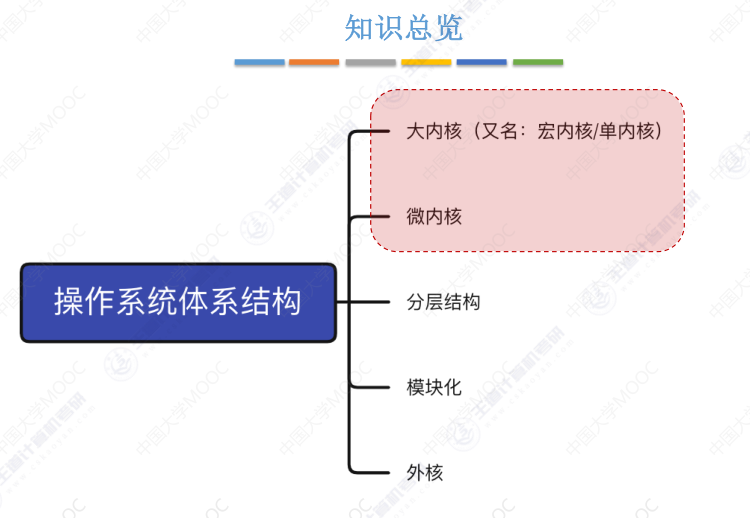 知识总览
大内核（又名：宏内核/单内核）
微内核
操作系统体系结构
分层结构
模块化
外核
中国大学MOOC
王道计算机考研